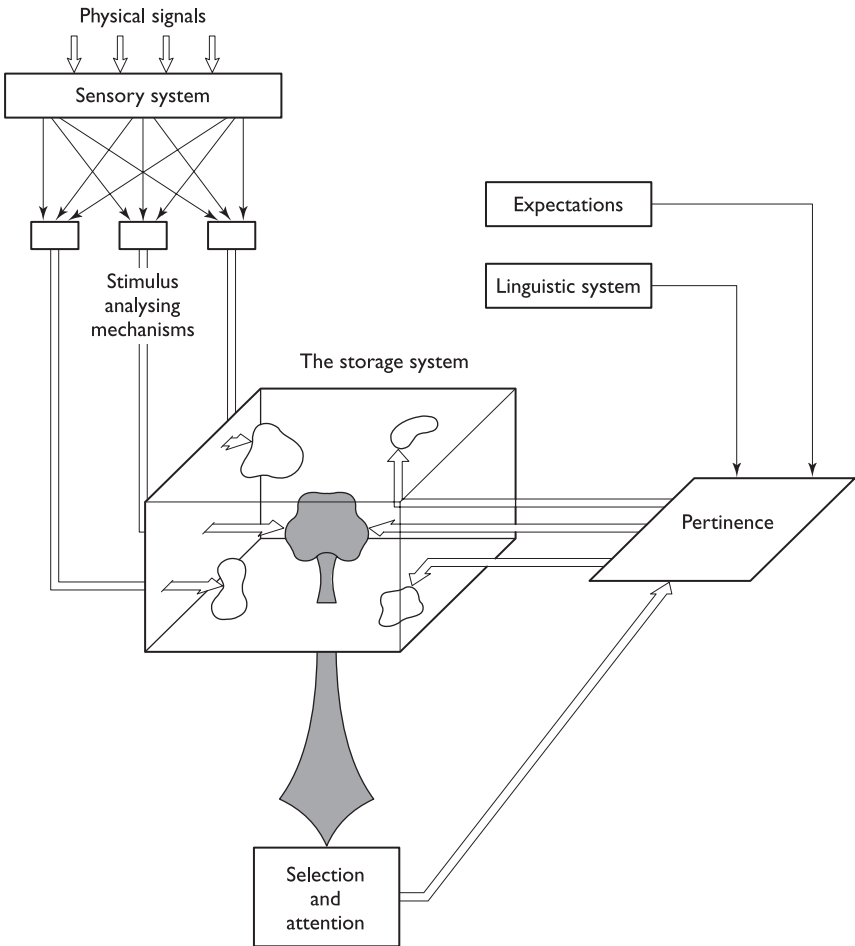 Physical signals
Sensory system
Expectations
Linguistic system
Stimulus
analysing
mechanisms
The storage system
Pertinence
Selection
and
attention